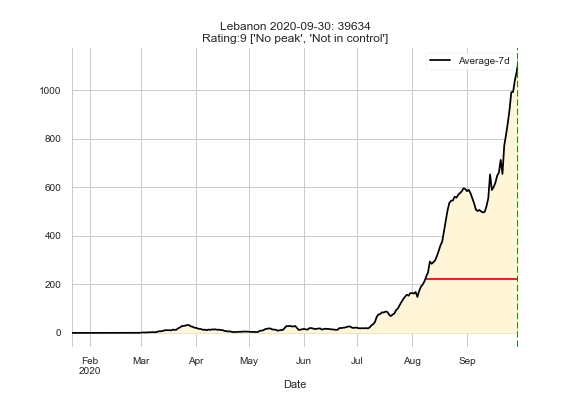 Lebanon 2020-09-30: 39634
Rating:9 ['No peak', 'Not in control']
Average-7d
1000
800
600
400
200
0
Feb Mar Apr May Jun Jul Aug Sep
2020
Date